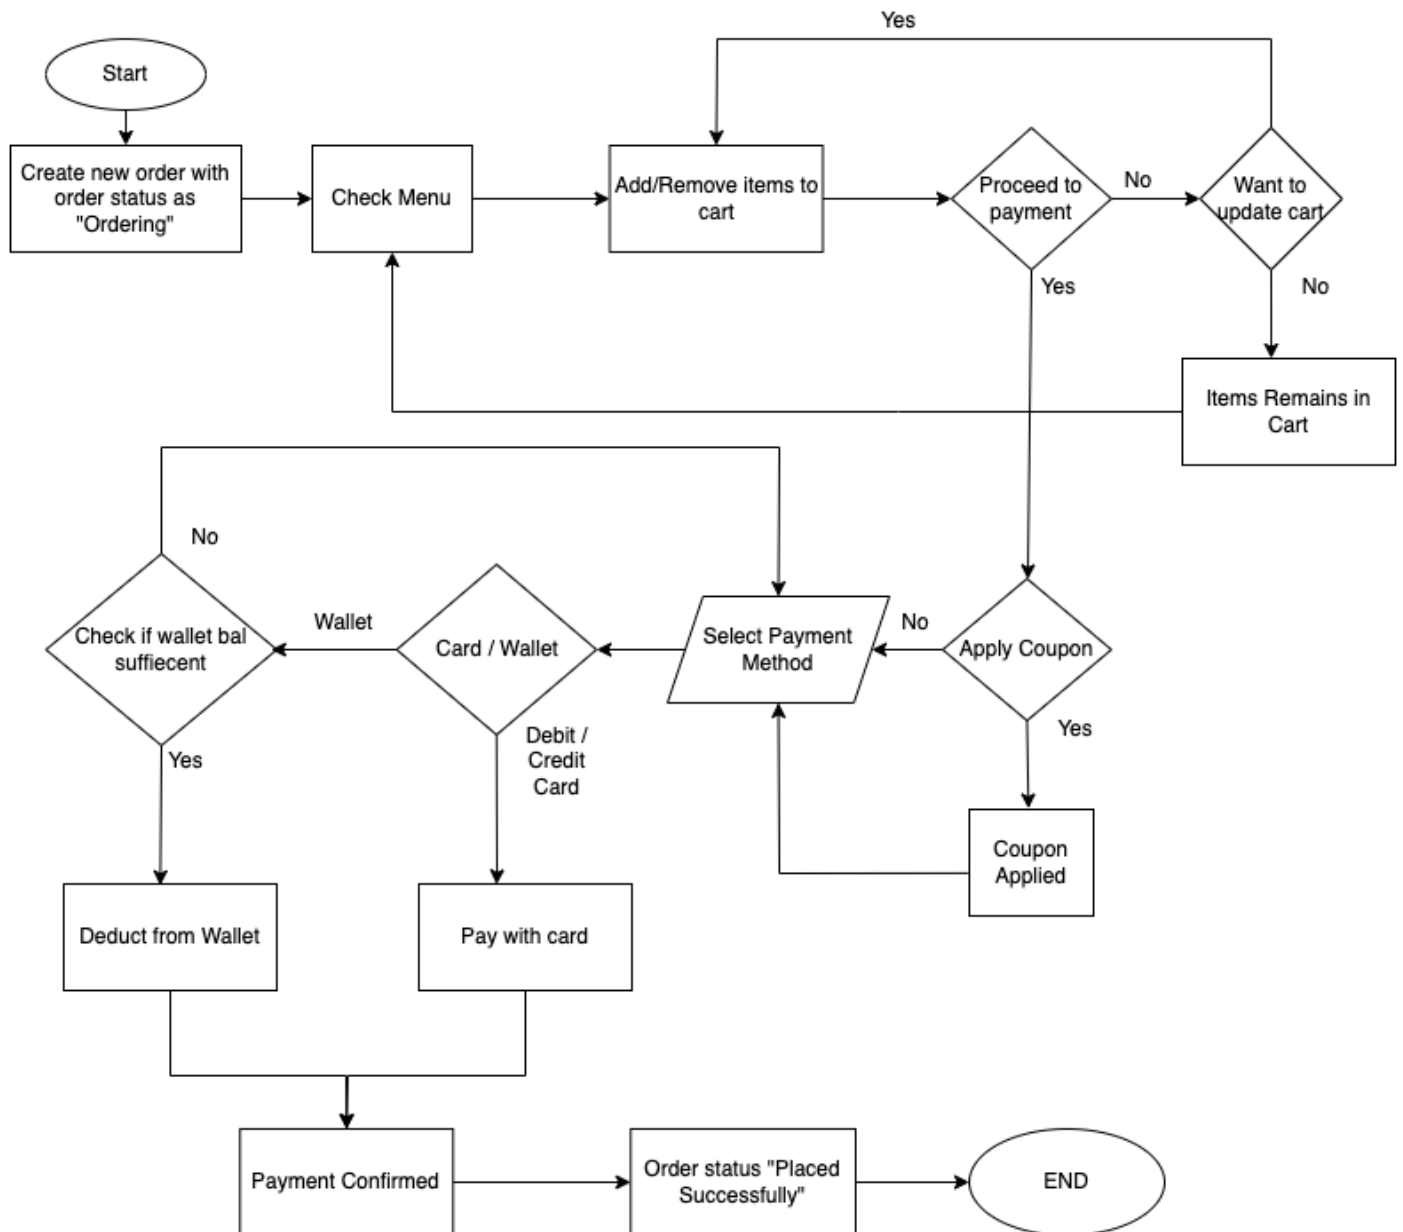 Yes
Start
Create new order with
order status as
"Ordering"
Check Menu
Add/Remove items to
cart
Proceed to
payment
No
Want to
update cart
Yes
No
Items Remains in
Cart
No
Check if wallet bal
suffiecent
Wallet
Card / Wallet
Select Payment
Method
No
Apply Coupon
Yes
Yes
Debit /
Credit
Card
Coupon
Applied
Deduct from Wallet
Pay with card
Payment Confirmed
Order status "Placed
Successfully"
END